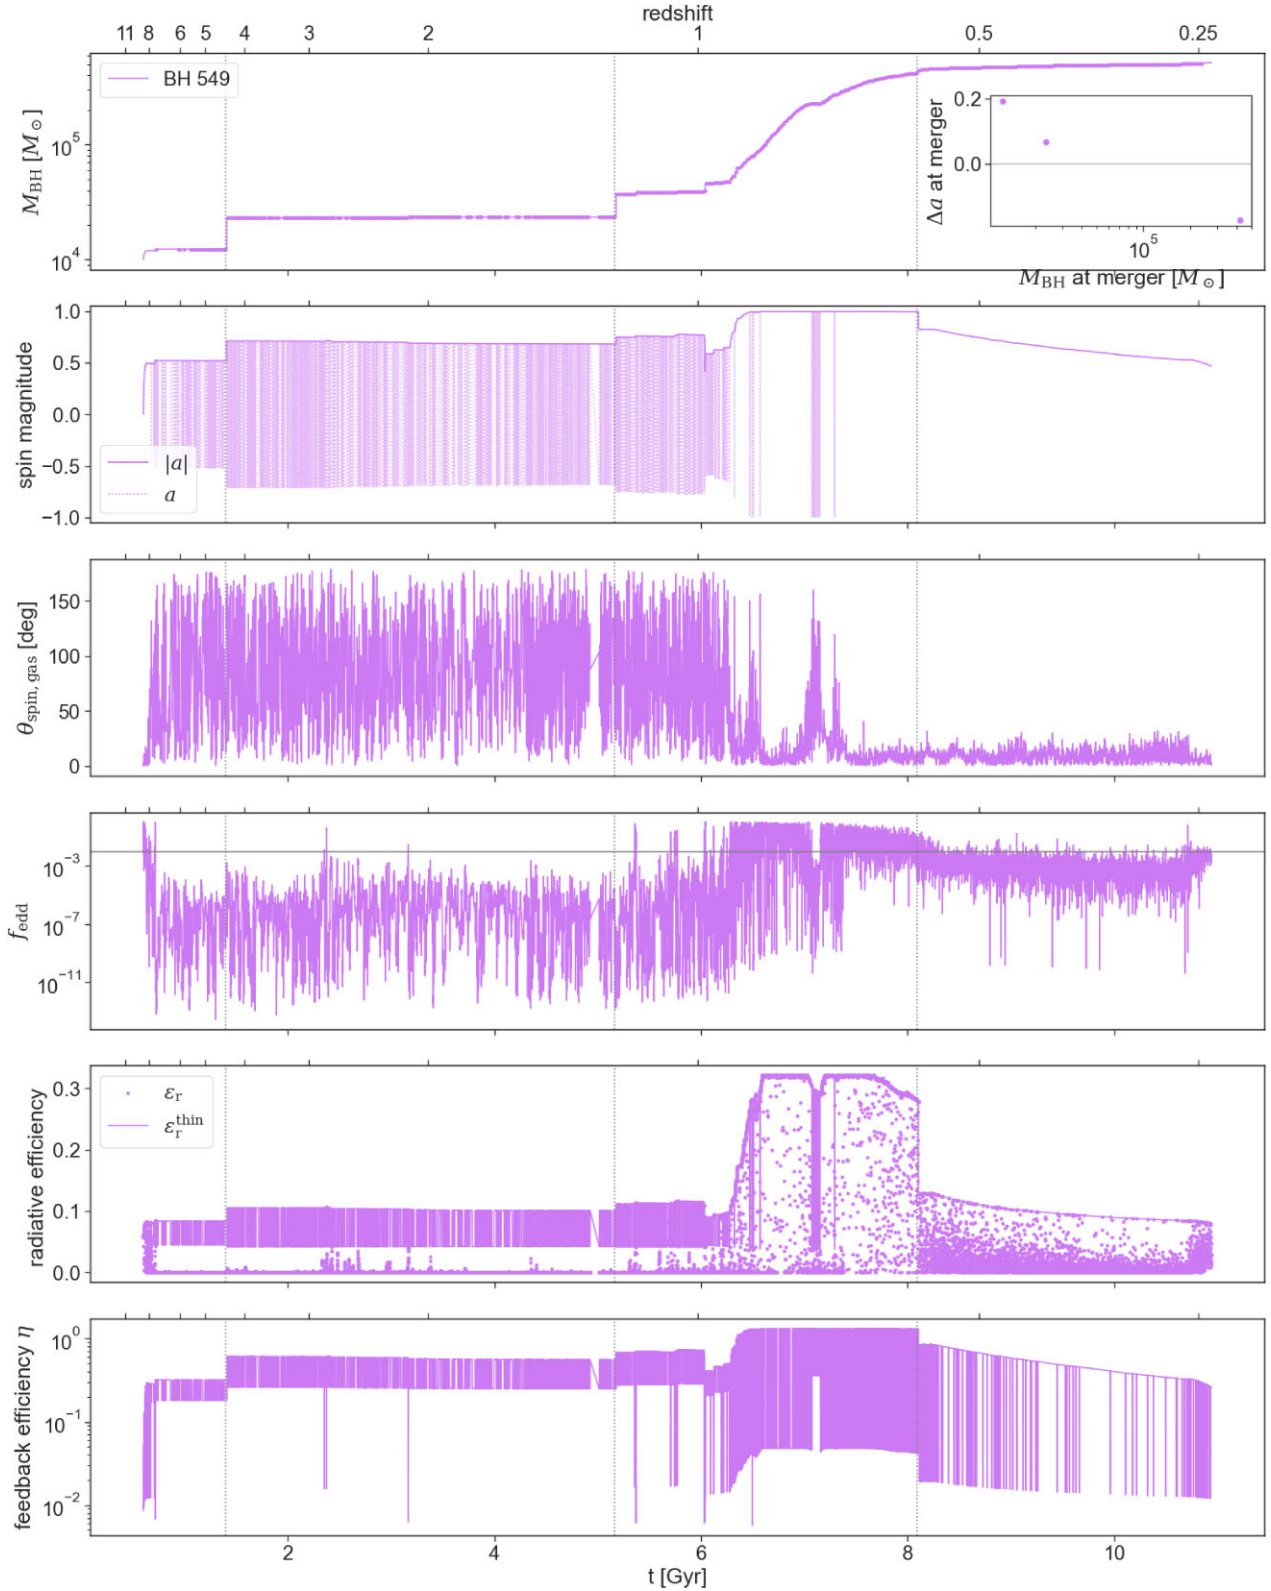 redshift
11 8 6 5 4 3 2 1 0.5 0.25
BH 549
M_BH [M_⊙]
10^5
10^4
Δa at merger
0.2
0.0
10^5
M_BH at merger [M_⊙]
spin magnitude
1.0
0.5
0.0
−0.5
−1.0
|a|
a
θ_spin, gas [deg]
150
100
50
0
f_edd
10^−3
10^−7
10^−11
radiative efficiency
0.3
0.2
0.1
0.0
ε_r
ε_r^thin
feedback efficiency η
10^0
10^−1
10^−2
2 4 6 8 10
t [Gyr]